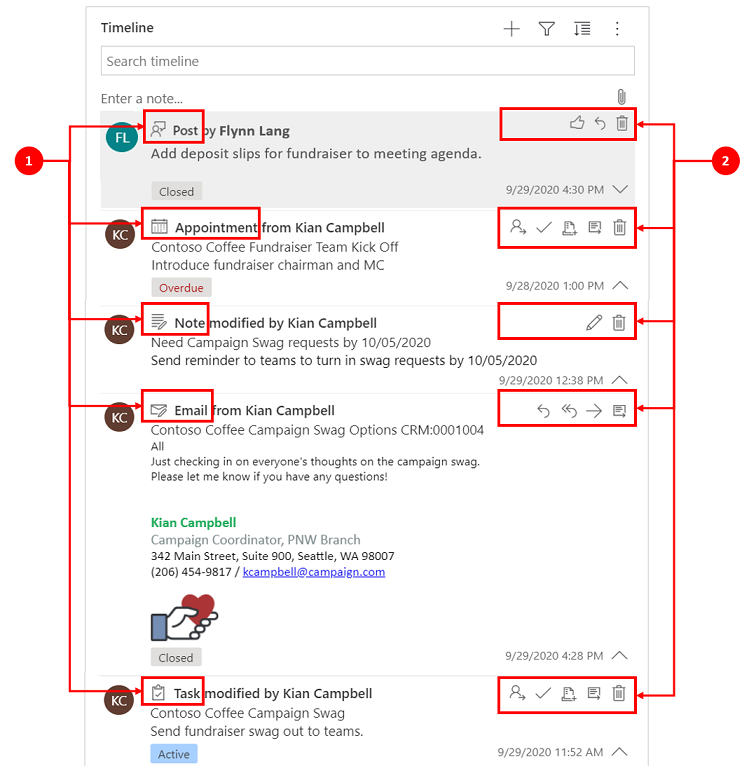 Timeline
Search timeline
Enter a note...
1
2
FL
Post by Flynn Lang
Add deposit slips for fundraiser to meeting agenda.
Closed
9/29/2020 4:30 PM
KC
Appointment from Kian Campbell
Contoso Coffee Fundraiser Team Kick Off
Introduce fundraiser chairman and MC
Overdue
9/28/2020 1:00 PM
KC
Note modified by Kian Campbell
Need Campaign Swag requests by 10/05/2020
Send reminder to teams to turn in swag requests by 10/05/2020
9/29/2020 12:38 PM
KC
Email from Kian Campbell
Contoso Coffee Campaign Swag Options CRM:0001004
All
Just checking in on everyone's thoughts on the campaign swag.
Please let me know if you have any questions!
Kian Campbell
Campaign Coordinator, PNW Branch
342 Main Street, Suite 900, Seattle, WA 98007
(206) 454-9817 / kcampbell@campaign.com
Closed
9/29/2020 4:28 PM
KC
Task modified by Kian Campbell
Contoso Coffee Campaign Swag
Send fundraiser swag out to teams.
Active
9/29/2020 11:52 AM